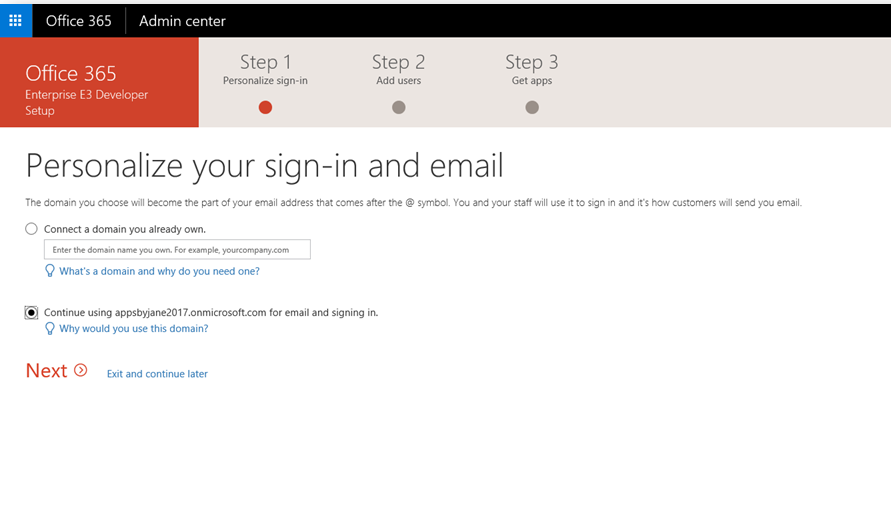 Office 365
Admin center
Office 365
Enterprise E3 Developer
Setup
Step 1
Personalize sign-in
Step 2
Add users
Step 3
Get apps
Personalize your sign-in and email
The domain you choose will become the part of your email address that comes after the @ symbol. You and your staff will use it to sign in and it's how customers will send you email.
Connect a domain you already own.
Enter the domain name you own. For example, yourcompany.com
What's a domain and why do you need one?
Continue using appsbyjane2017.onmicrosoft.com for email and signing in.
Why would you use this domain?
Next
Exit and continue later